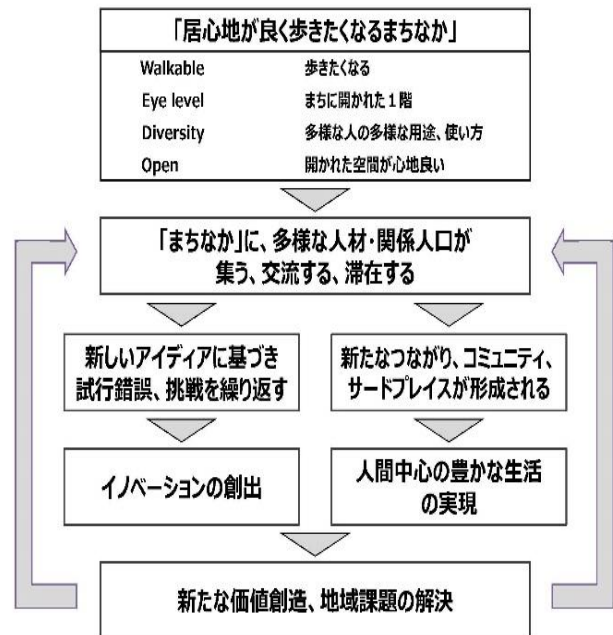 「居心地が良く歩きたくなるまちなか」
Walkable 歩きたくなる
Eye level まちに開かれた1階
Diversity 多様な人の多様な用途、使い方
Open 開かれた空間が心地良い
「まちなか」に、多様な人材・関係人口が
集う、交流する、滞在する
新しいアイディアに基づき
試行錯誤、挑戦を繰り返す
新たなつながり、コミュニティ、
サードプレイスが形成される
イノベーションの創出
人間中心の豊かな生活
の実現
新たな価値創造、地域課題の解決